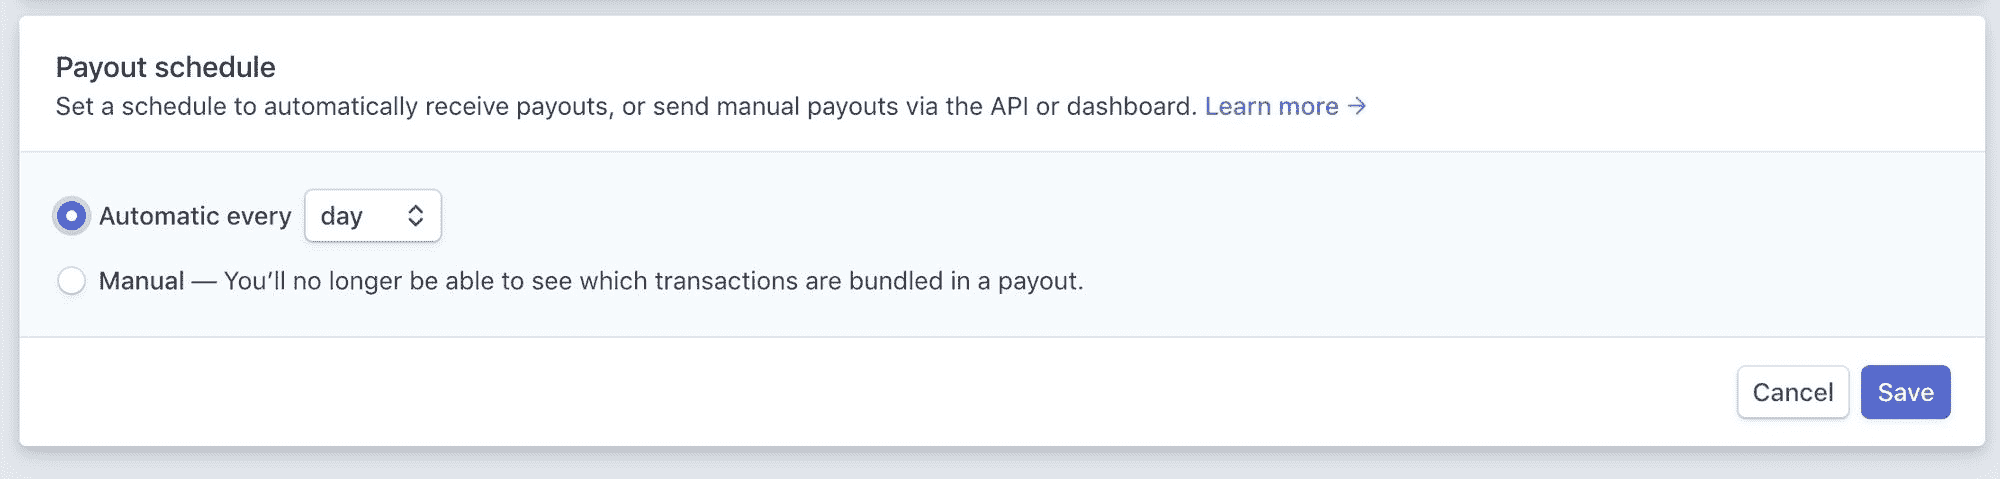 Payout schedule
Set a schedule to automatically receive payouts, or send manual payouts via the API or dashboard. Learn more →
Automatic every day
Manual — You’ll no longer be able to see which transactions are bundled in a payout.
Cancel Save